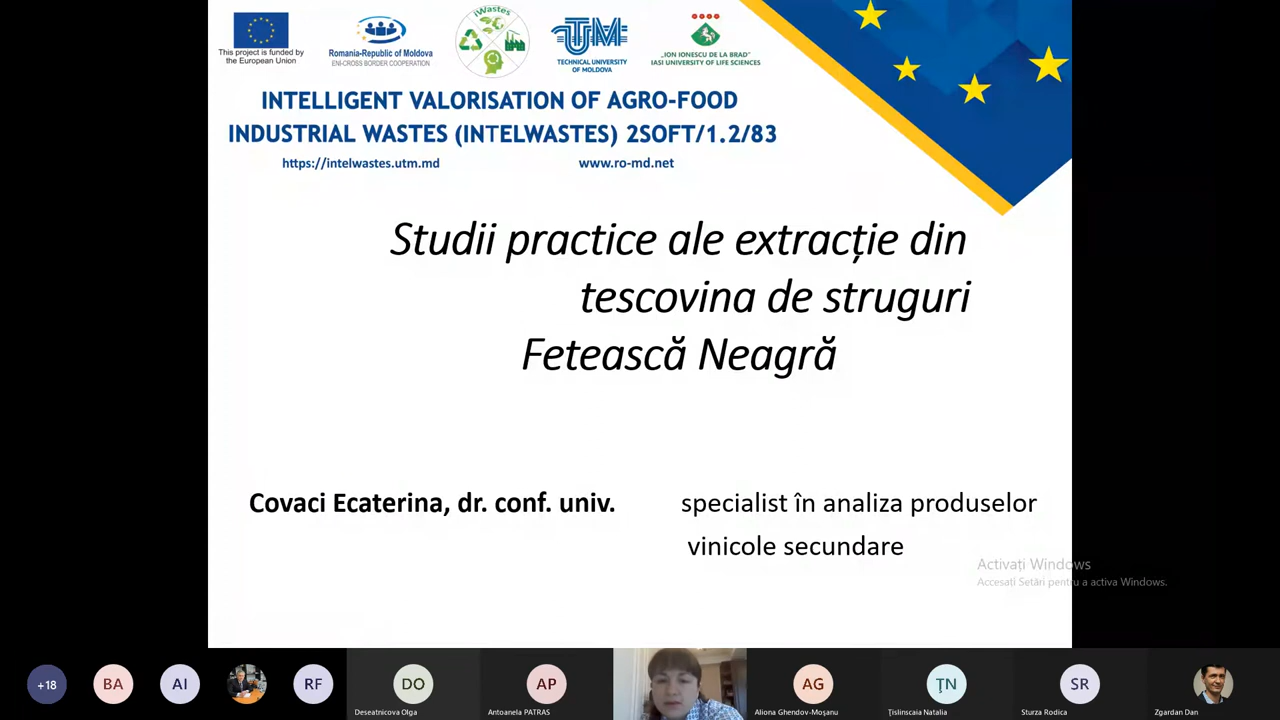 This project is funded by
the European Union
Romania-Republic of Moldova
ENI-CROSS BORDER COOPERATION
iWastes
UTM
TECHNICAL UNIVERSITY
OF MOLDOVA
„ION IONESCU DE LA BRAD"
IASI UNIVERSITY OF LIFE SCIENCES
INTELLIGENT VALORISATION OF AGRO-FOOD
INDUSTRIAL WASTES (INTELWASTES) 2SOFT/1.2/83
https://intelwastes.utm.md
www.ro-md.net
Studii practice ale extracție din
tescovina de struguri
Fetească Neagră
Covaci Ecaterina, dr. conf. univ.
specialist în analiza produselor
vinicole secundare
Activați Windows
Accesați Setări pentru a activa Windows.
+18
BA
AI
RF
DO
AP
AG
ŢN
SR
Deseatnicova Olga
Antoanela PATRAS
Aliona Ghendov-Moşanu
Ţislinscaia Natalia
Sturza Rodica
Zgardan Dan